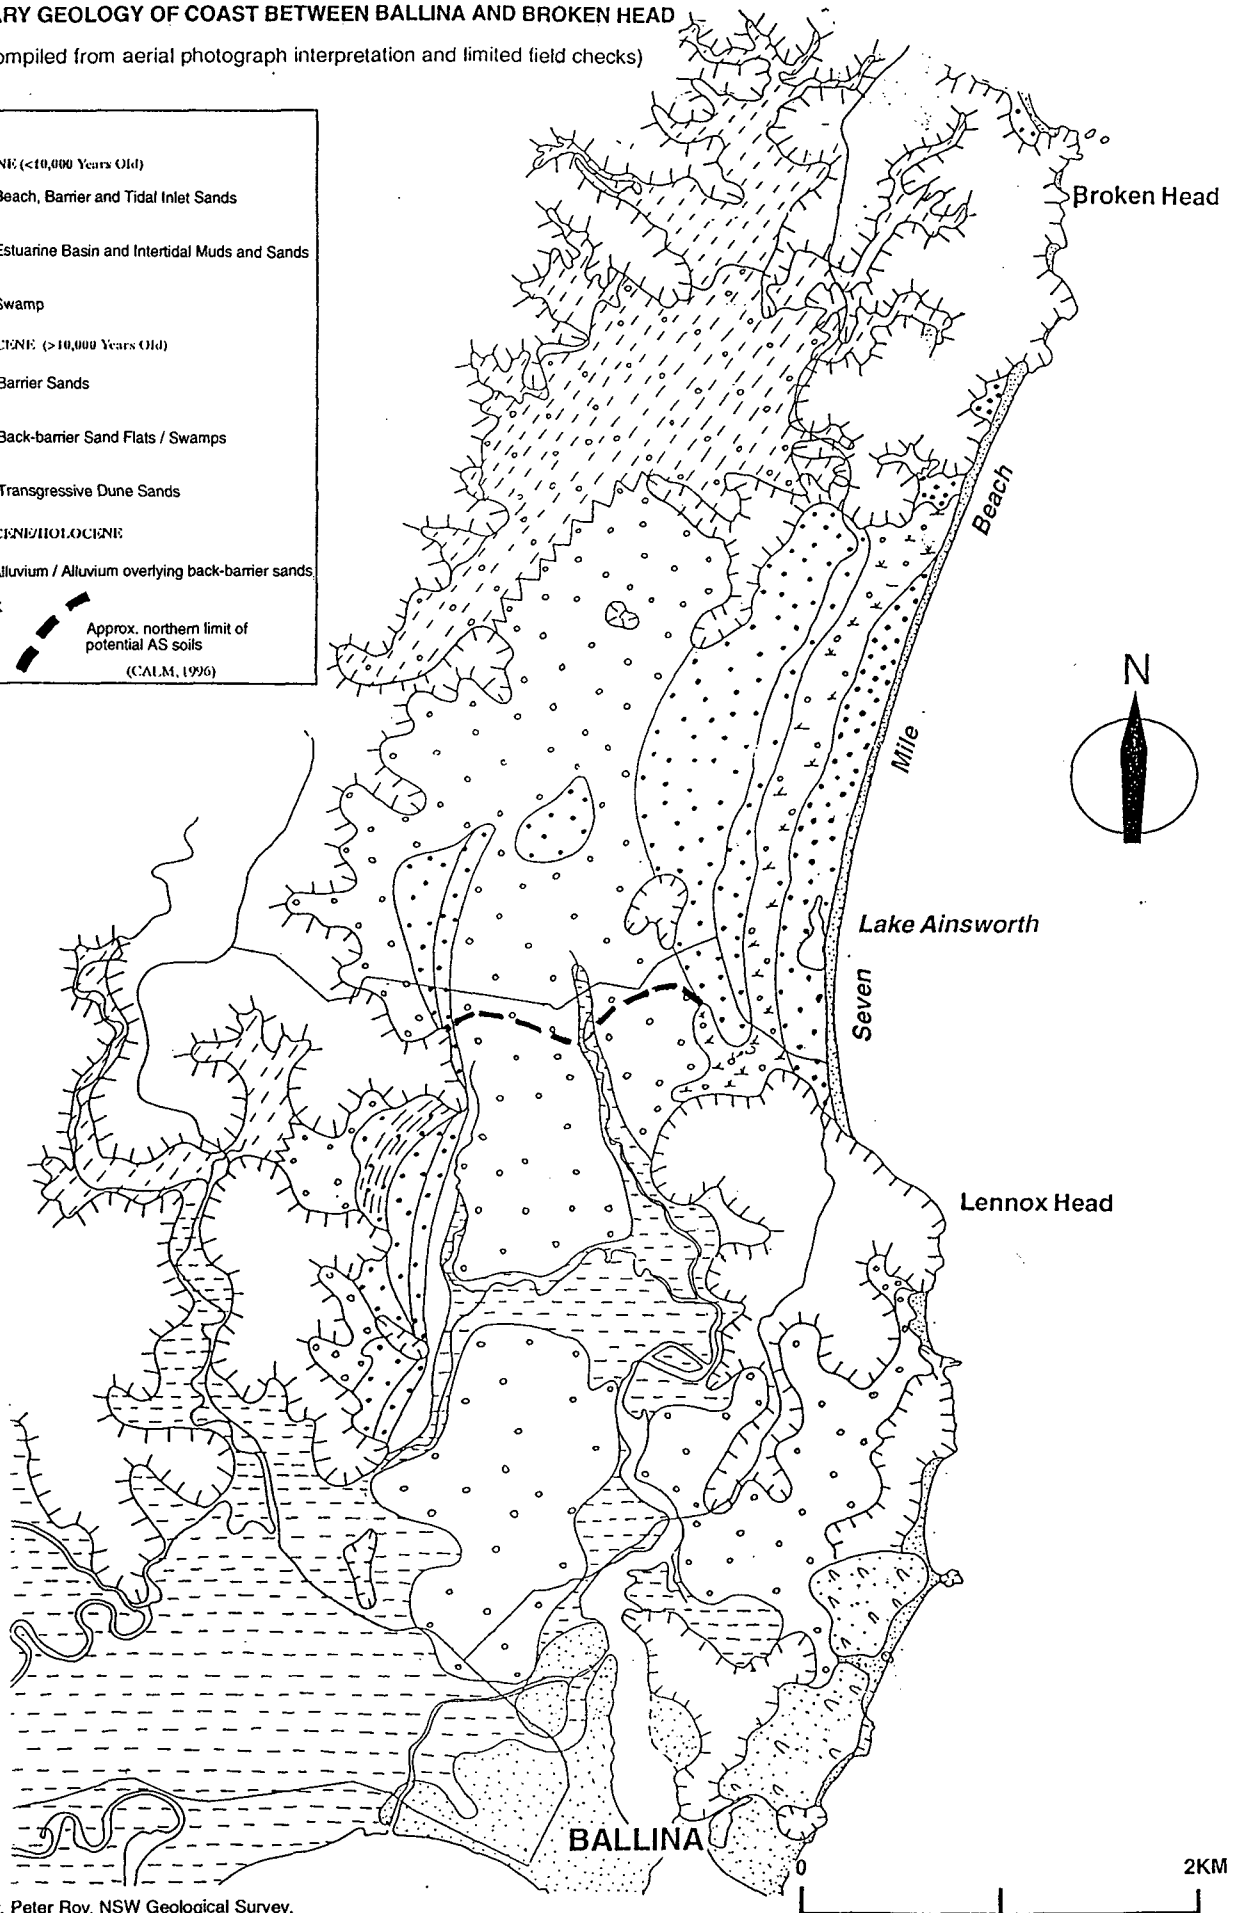 ARY GEOLOGY OF COAST BETWEEN BALLINA AND BROKEN HEAD
ompiled from aerial photograph interpretation and limited field checks)
NE (<10,000 Years Old)
Beach, Barrier and Tidal Inlet Sands
Estuarine Basin and Intertidal Muds and Sands
Swamp
CENE (>10,000 Years Old)
Barrier Sands
Back-barrier Sand Flats / Swamps
Transgressive Dune Sands
CENE/HOLOCENE
Alluvium / Alluvium overlying back-barrier sands
Approx. northern limit of
potential AS soils
(CALM, 1996)
Broken Head
Beach
N
Mile
Lake Ainsworth
Seven
Lennox Head
BALLINA
0
2KM
Peter Roy, NSW Geological Survey.